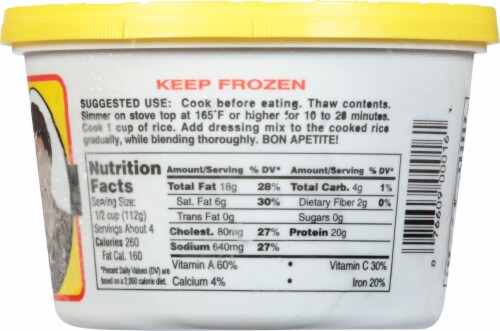 KEEP FROZEN
SUGGESTED USE: Cook before eating. Thaw contents.
Simmer on stove top at 165°F or higher for 10 to 20 minutes.
Cook 1 cup of rice. Add dressing mix to the cooked rice
gradually, while blending thoroughly. BON APETITE!
Nutrition
Facts
Serving Size:
1/2 cup (112g)
Servings About 4
Calories 260
Fat Cal. 160
*Percent Daily Values (DV) are
based on a 2,000 calorie diet.
Amount/Serving % DV* Amount/Serving % DV*
Total Fat 18g 28% Total Carb. 4g 1%
Sat. Fat 6g 30% Dietary Fiber 2g 0%
Trans Fat 0g Sugars 0g
Cholest. 80mg 27% Protein 20g
Sodium 640mg 27%
Vitamin A 60% • Vitamin C 30%
Calcium 4% • Iron 20%
0 76609 00016 1